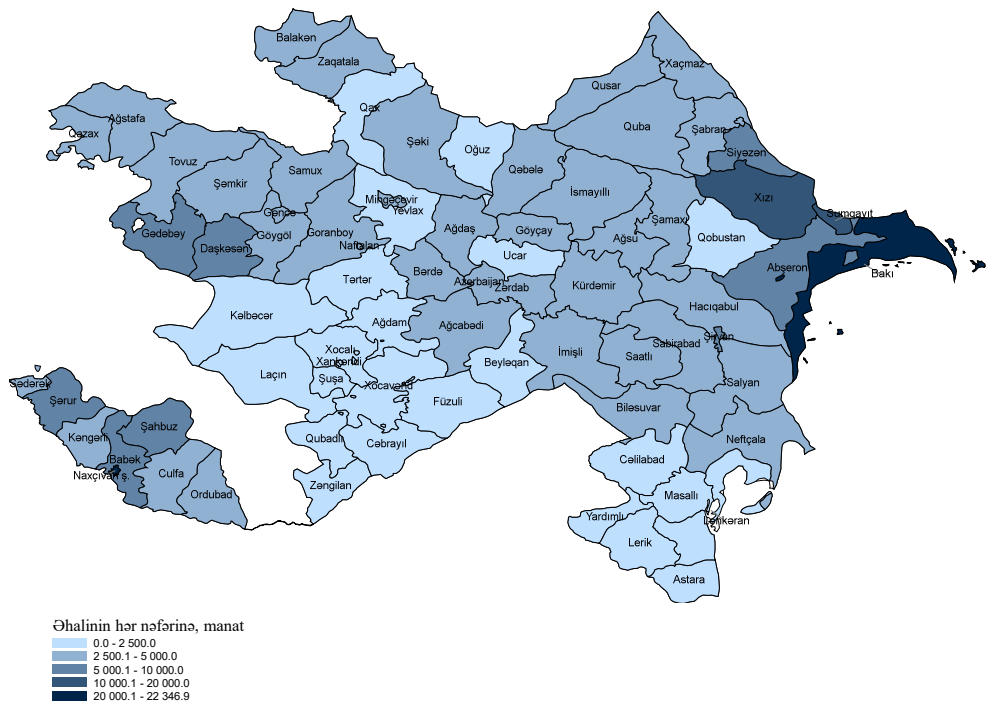 Balakən
Zaqatala
Qax
Şəki
Oğuz
Qəbələ
Qusar
Xaçmaz
Quba
Şabran
Siyəzən
Xızı
Sumqayıt
Abşeron
Bakı
Qazax
Ağstafa
Tovuz
Şəmkir
Samux
Gəncə
Göygöl
Goranboy
Naftalan
Gədəbəy
Daşkəsən
Mingəçevir
Yevlax
Ağdaş
Göyçay
İsmayıllı
Ağsu
Şamaxı
Qobustan
Ucar
Bərdə
Azerbaijan
Zərdab
Kürdəmir
Hacıqabul
Şirvan
Tərtər
Kəlbəcər
Ağdam
Ağcabədi
Xocalı
Xankəndi
Laçın
Şuşa
Xocavənd
Füzuli
Beyləqan
İmişli
Saatlı
Sabirabad
Salyan
Biləsuvar
Neftçala
Qubadlı
Cəbrayıl
Zəngilan
Cəlilabad
Masallı
Yardımlı
Lənkəran
Lerik
Astara
Sədərək
Şərur
Kəngərli
Şahbuz
Babək
Naxçıvan ş.
Culfa
Ordubad
Əhalinin hər nəfərinə, manat
0.0 - 2 500.0
2 500.1 - 5 000.0
5 000.1 - 10 000.0
10 000.1 - 20 000.0
20 000.1 - 22 346.9